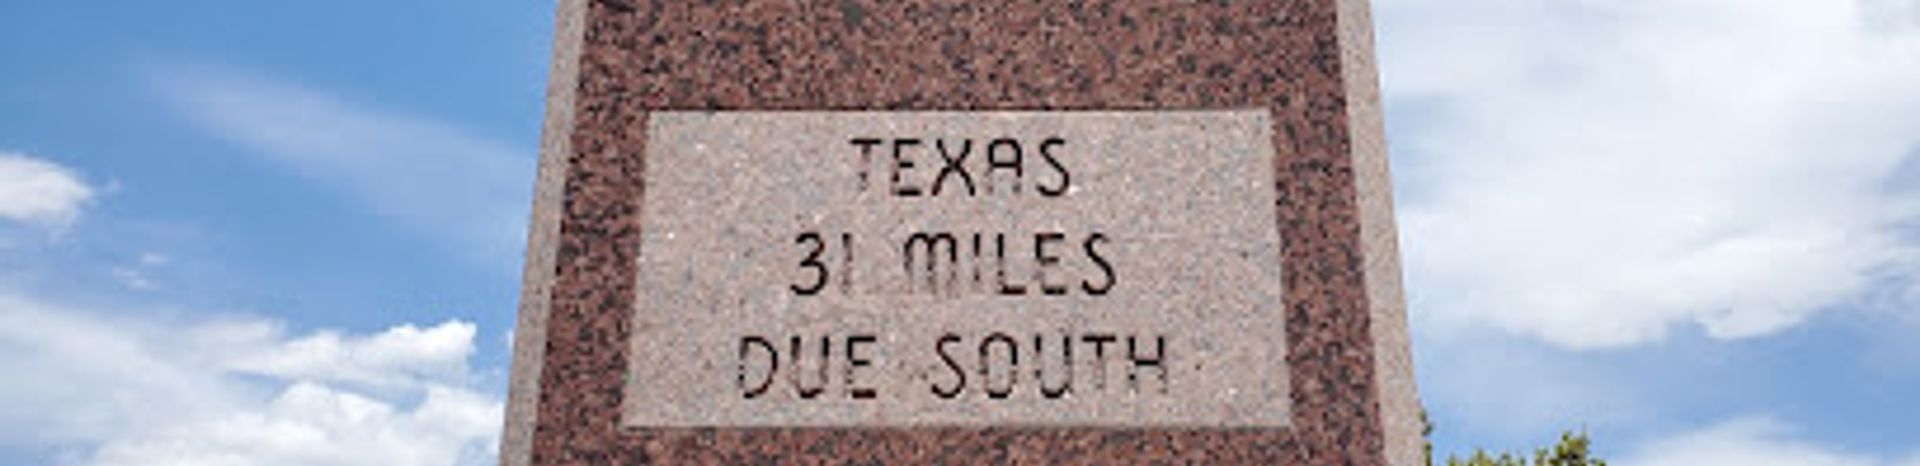 TEXAS
31 MILES
DUE SOUTH